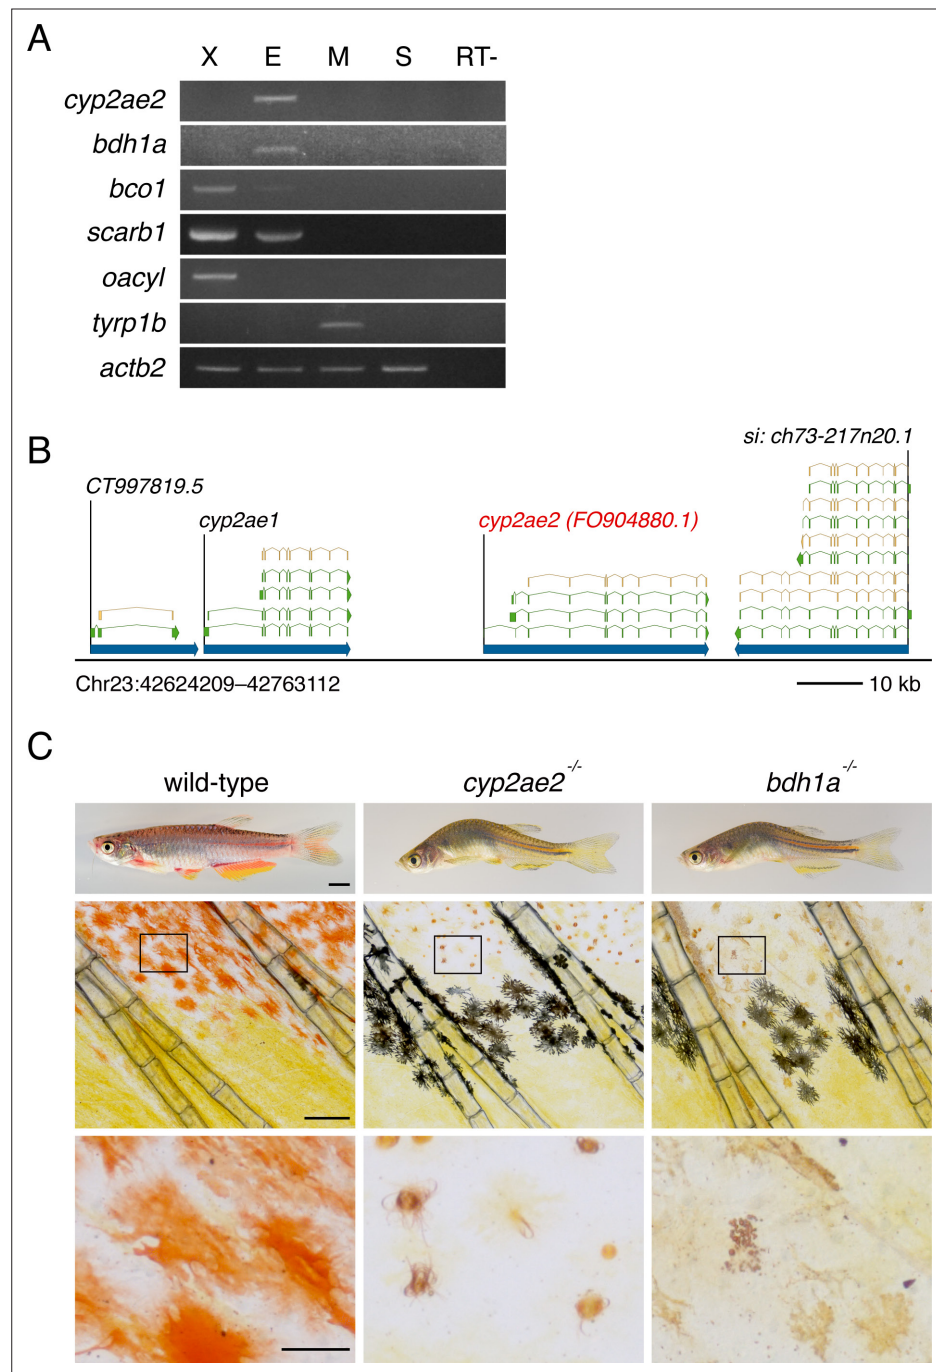 A
X E M S RT-
cyp2ae2
bdh1a
bco1
scarb1
oacyl
tyrp1b
actb2
B
si: ch73-217n20.1
CT997819.5
cyp2ae1
cyp2ae2 (FO904880.1)
Chr23:42624209–42763112
10 kb
C
wild-type cyp2ae2-/- bdh1a-/-